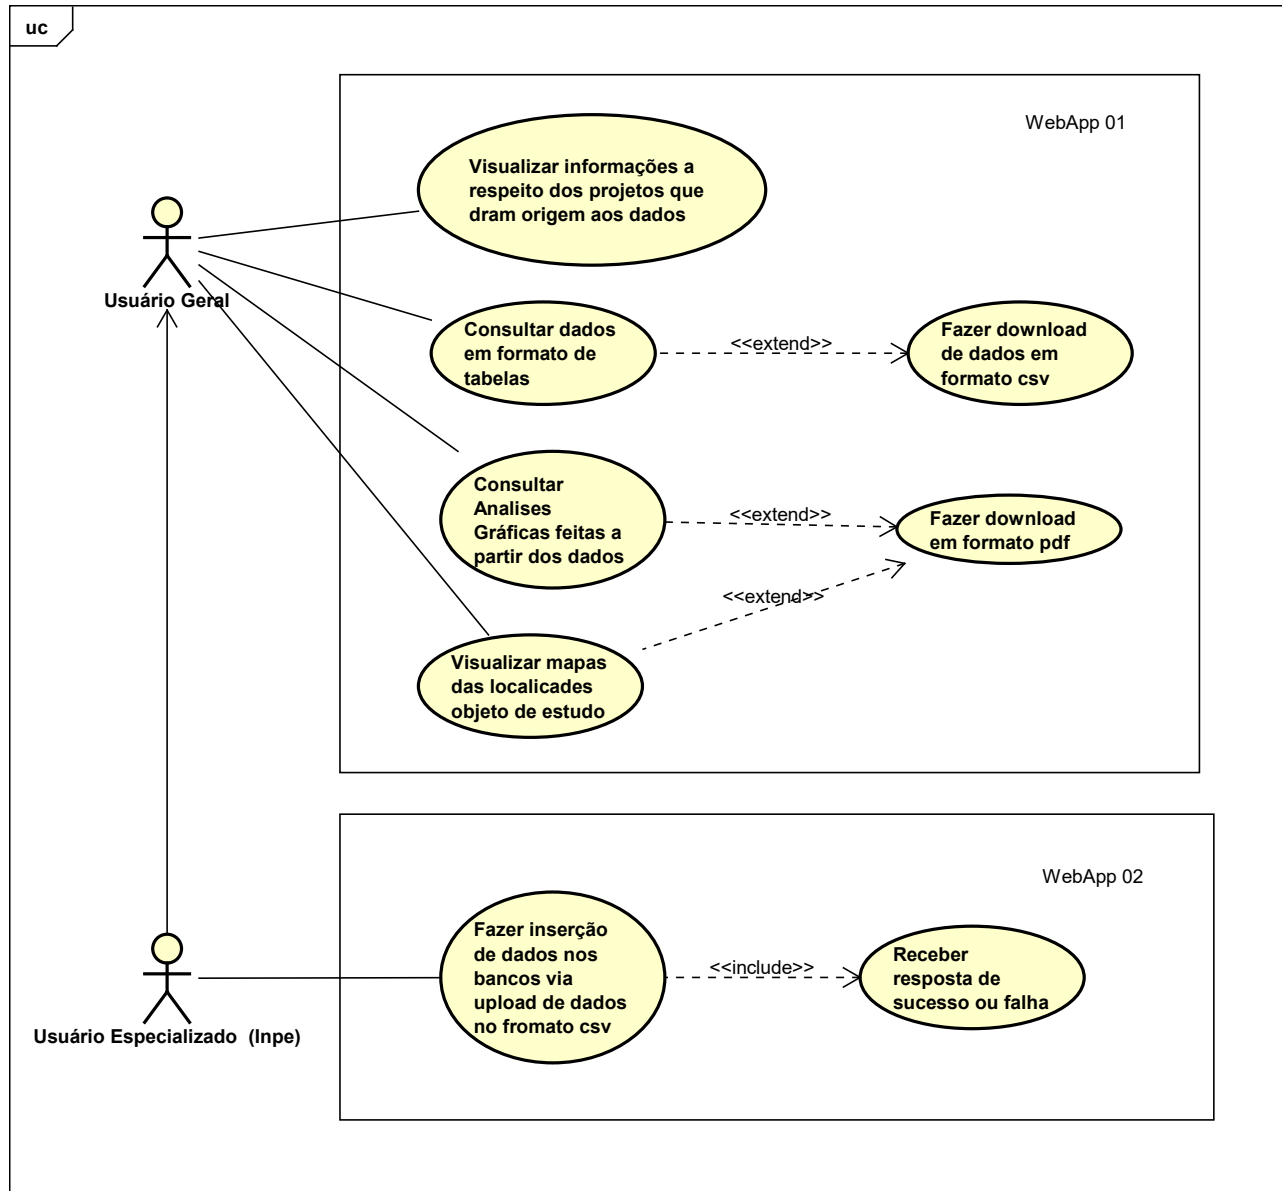 uc
WebApp 01
Visualizar informações a
respeito dos projetos que
dram origem aos dados
Usuário Geral
Consultar dados
em formato de
tabelas
<<extend>>
Fazer download
de dados em
formato csv
Consultar
Analises
Gráficas feitas a
partir dos dados
<<extend>>
Fazer download
em formato pdf
<<extend>>
Visualizar mapas
das localicades
objeto de estudo
WebApp 02
Fazer inserção
de dados nos
bancos via
upload de dados
no fromato csv
<<include>>
Receber
resposta de
sucesso ou falha
Usuário Especializado  (Inpe)